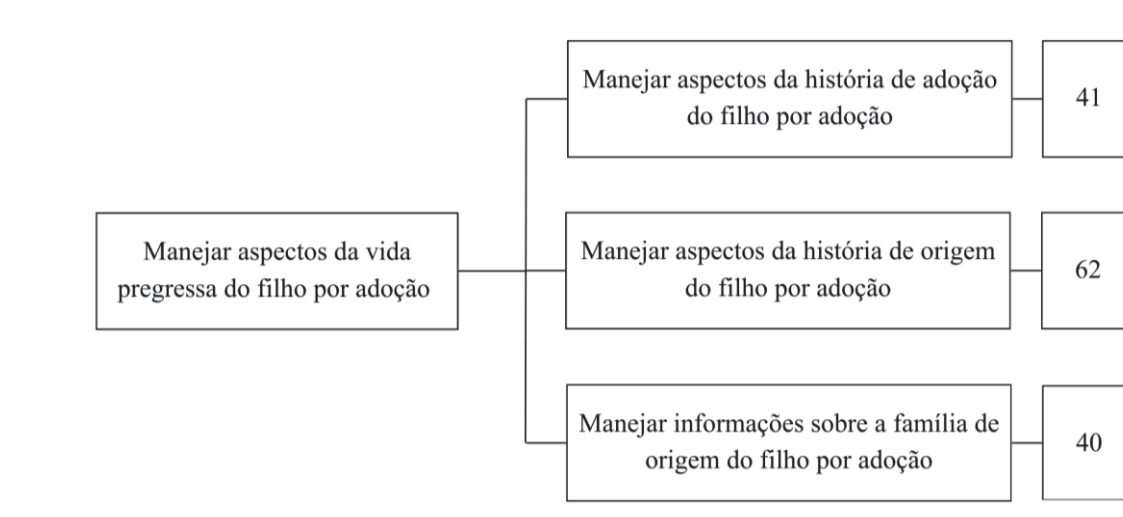 Manejar aspectos da história de adoção
do filho por adoção
41
Manejar aspectos da vida
pregressa do filho por adoção
Manejar aspectos da história de origem
do filho por adoção
62
Manejar informações sobre a família de
origem do filho por adoção
40